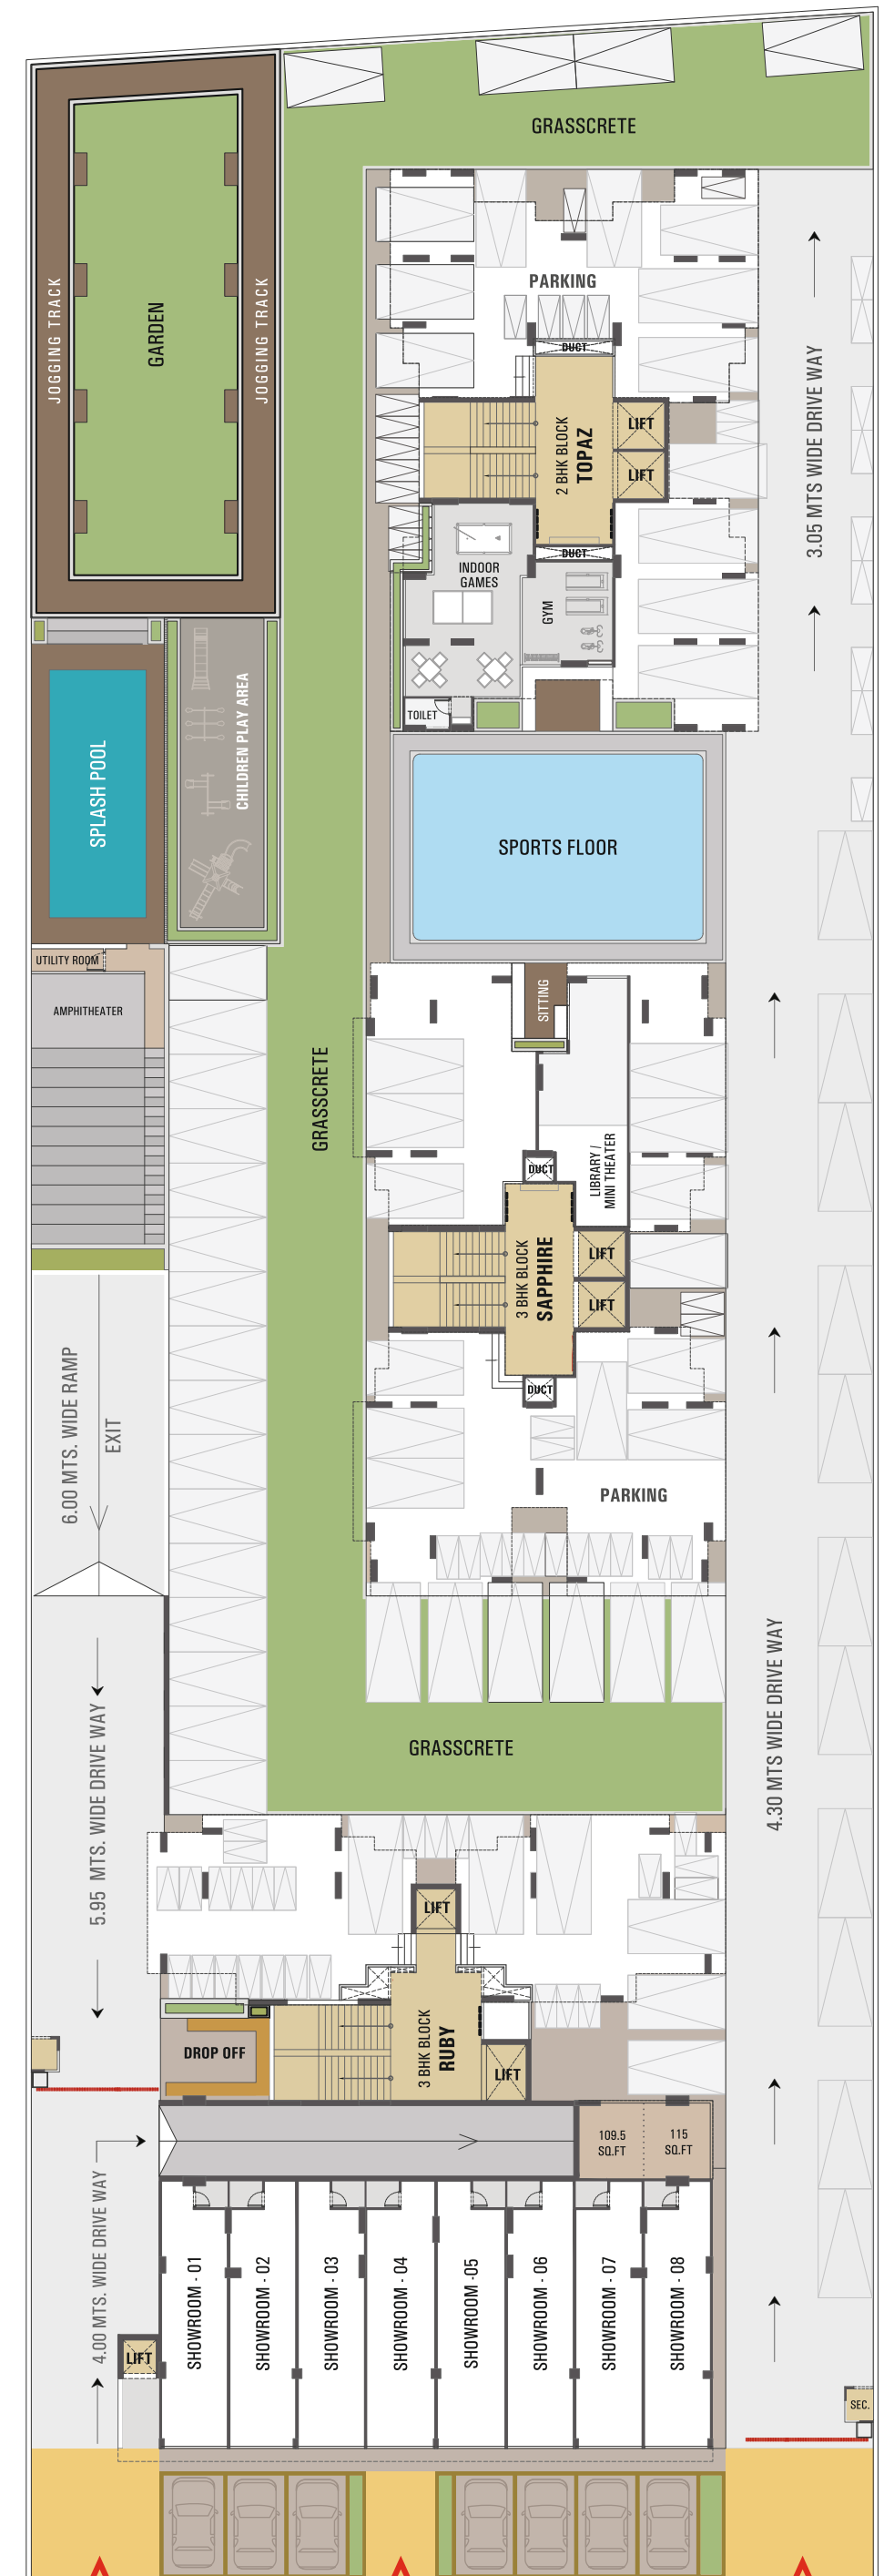 GRASSCRETE
JOGGING TRACK
GARDEN
JOGGING TRACK
PARKING
DUCT
2 BHK BLOCK
TOPAZ
LIFT
LIFT
3.05 MTS WIDE DRIVE WAY
DUCT
INDOOR
GAMES
GYM
TOILET
SPLASH POOL
CHILDREN PLAY AREA
SPORTS FLOOR
UTILITY ROOM
AMPHITHEATER
SITTING
GRASSCRETE
LIBRARY /
MINI THEATER
DUCT
3 BHK BLOCK
SAPPHIRE
LIFT
LIFT
DUCT
6.00 MTS. WIDE RAMP
EXIT
PARKING
5.95 MTS. WIDE DRIVE WAY
GRASSCRETE
4.30 MTS WIDE DRIVE WAY
LIFT
DROP OFF
3 BHK BLOCK
RUBY
LIFT
109.5
SQ.FT
115
SQ.FT
4.00 MTS. WIDE DRIVE WAY
SHOWROOM - 01
SHOWROOM - 02
SHOWROOM - 03
SHOWROOM - 04
SHOWROOM -05
SHOWROOM - 06
SHOWROOM - 07
SHOWROOM - 08
LIFT
SEC.